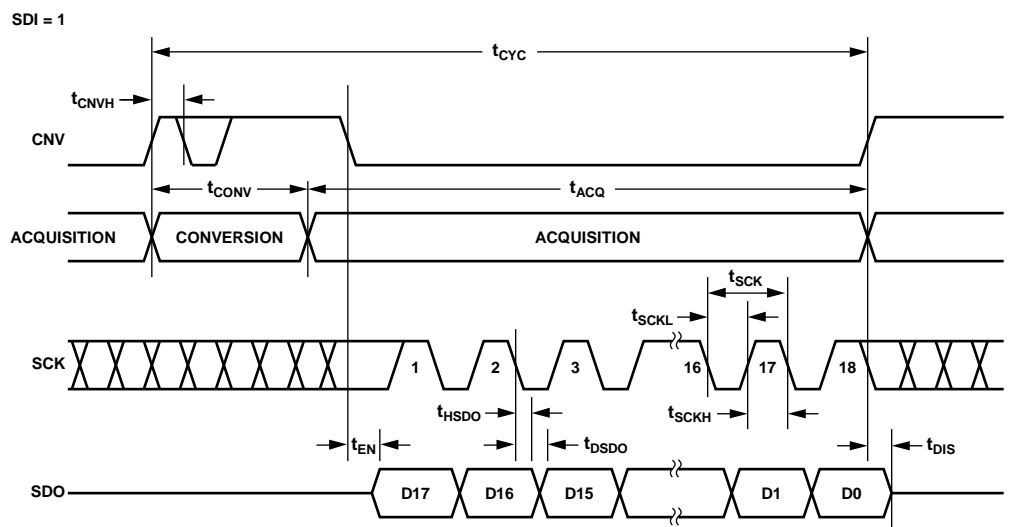 SDI = 1
tCYC
tCNVH
CNV
tCONV
tACQ
ACQUISITION
CONVERSION
ACQUISITION
tSCK
tSCKL
SCK
1
2
3
16
17
18
tHSDO
tSCKH
tEN
tDSDO
tDIS
SDO
D17
D16
D15
D1
D0